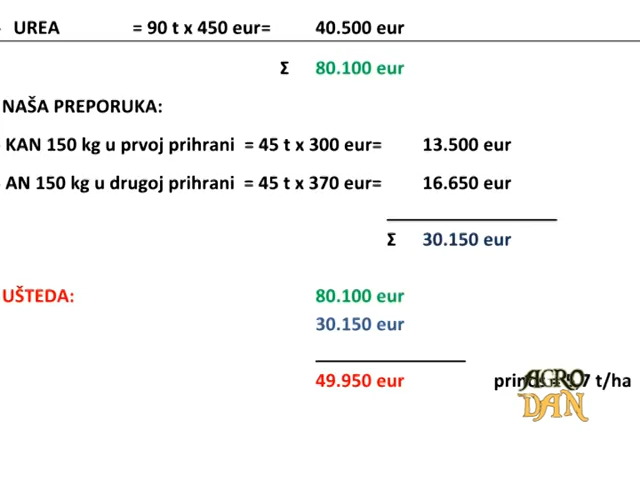 - UREA = 90 t x 450 eur= 40.500 eur
Σ 80.100 eur
NAŠA PREPORUKA:
- KAN 150 kg u prvoj prihrani = 45 t x 300 eur= 13.500 eur
- AN 150 kg u drugoj prihrani = 45 t x 370 eur= 16.650 eur
Σ 30.150 eur
UŠTEDA: 80.100 eur
30.150 eur
49.950 eur t/ha
AGRO
DAN